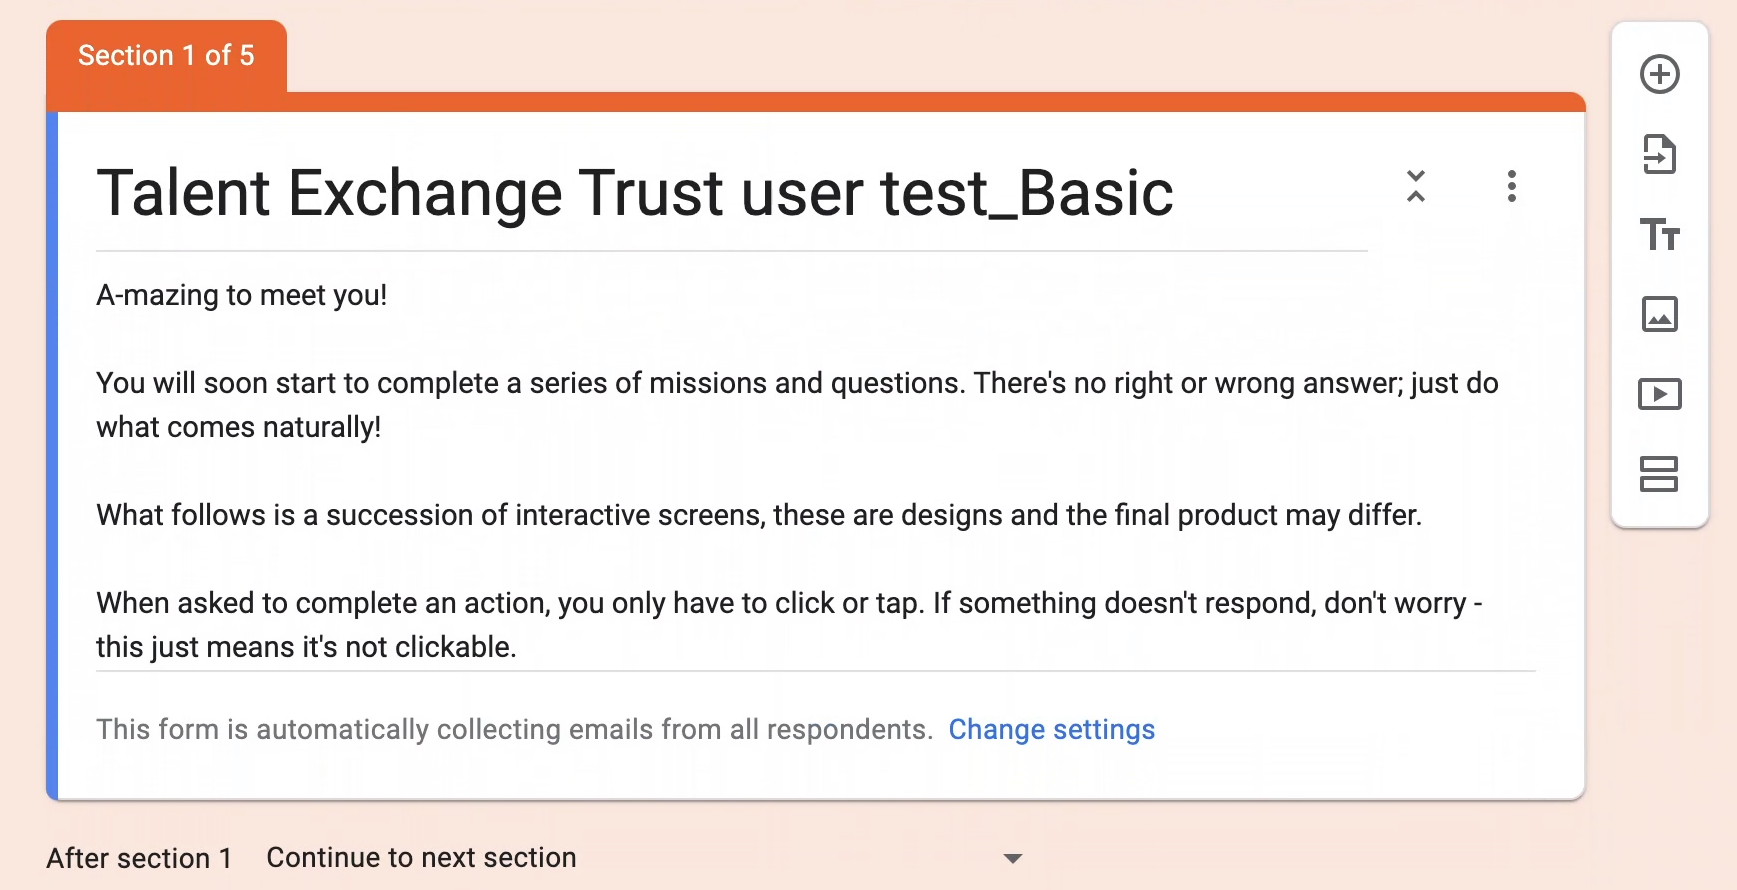 Section 1 of 5
Talent Exchange Trust user test_Basic
A-mazing to meet you!
You will soon start to complete a series of missions and questions. There's no right or wrong answer; just do
what comes naturally!
What follows is a succession of interactive screens, these are designs and the final product may differ.
When asked to complete an action, you only have to click or tap. If something doesn't respond, don't worry -
this just means it's not clickable.
This form is automatically collecting emails from all respondents. Change settings
After section 1 Continue to next section